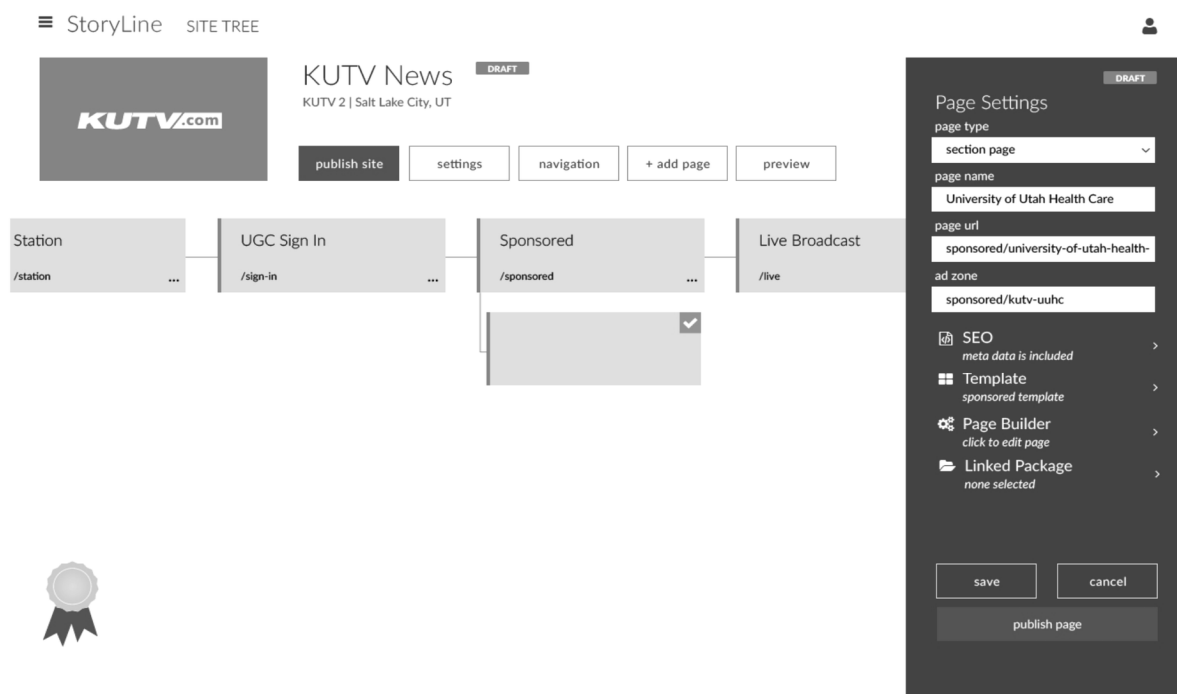 StoryLine SITE TREE
KUTV.com
KUTV News DRAFT
KUTV 2 | Salt Lake City, UT
publish site settings navigation + add page preview
Station UGC Sign In Sponsored Live Broadcast
/station ... /sign-in ... /sponsored ... /live
DRAFT
Page Settings
page type
section page
page name
University of Utah Health Care
page url
sponsored/university-of-utah-health-
ad zone
sponsored/kutv-uuhc
SEO
meta data is included
Template
sponsored template
Page Builder
click to edit page
Linked Package
none selected
save cancel
publish page